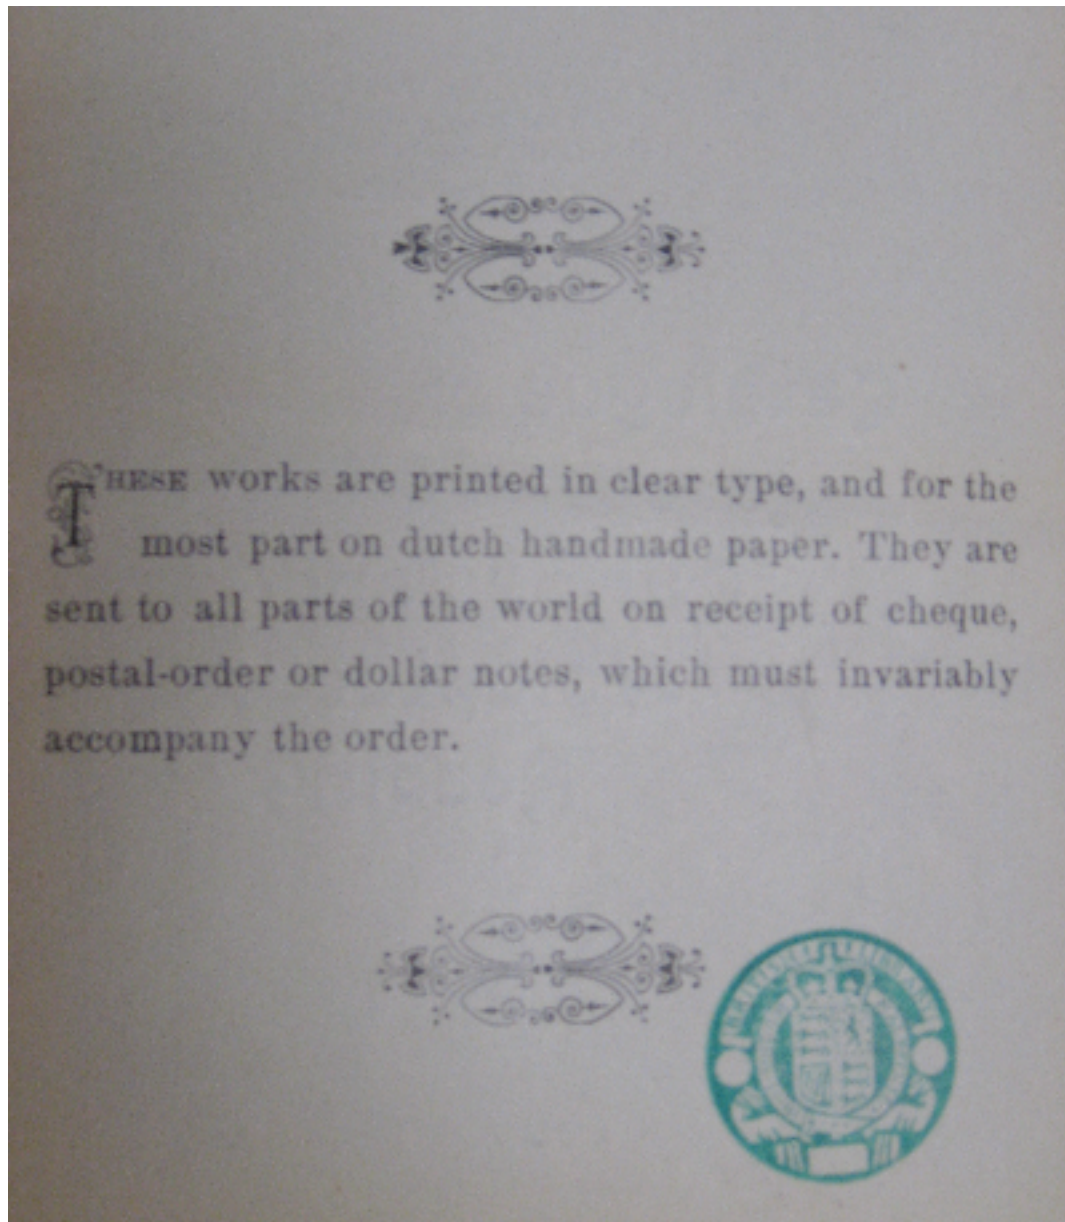 THESE works are printed in clear type, and for the
most part on dutch handmade paper. They are
sent to all parts of the world on receipt of cheque,
postal-order or dollar notes, which must invariably
accompany the order.